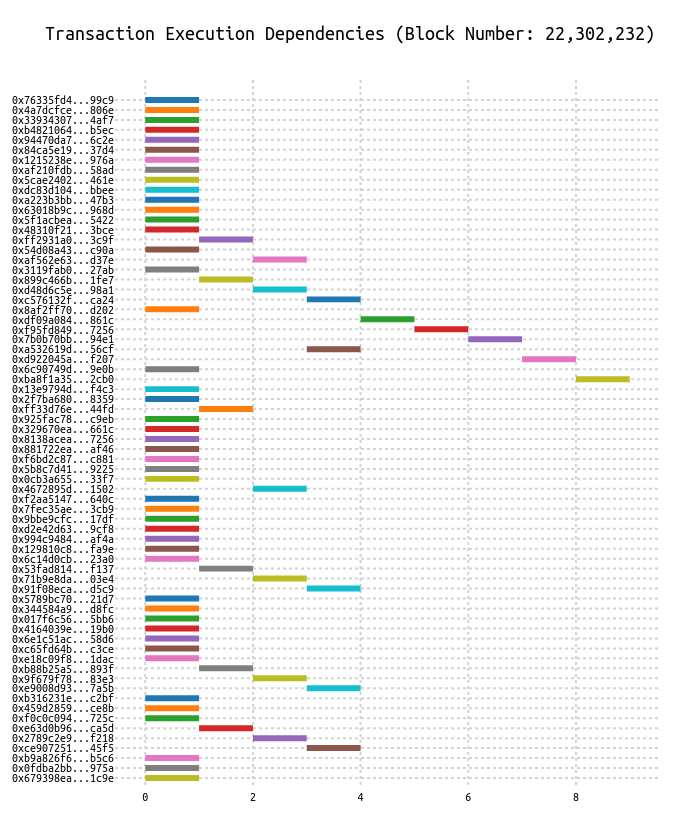 Transaction Execution Dependencies (Block Number: 22,302,232)
0x76335fd4...99c9
0x4a7dcfce...806e
0x33934307...4af7
0xb4821064...b5ec
0x94470da7...6c2e
0x84ca5e19...37d4
0x1215238e...976a
0xaf210fdb...58ad
0x5cae2402...461e
0xdc83d104...bbee
0xa223b3bb...47b3
0x63018b9c...968d
0x5f1acbea...5422
0x48310f21...3bce
0xff2931a0...3c9f
0x54d08a43...c90a
0xaf562e63...d37e
0x3119fab0...27ab
0x899c466b...1fe7
0xd48d6c5e...98a1
0xc576132f...ca24
0x8af2ff70...d202
0xdf09a084...861c
0xf95fd849...7256
0x7b0b70bb...94e1
0xa532619d...56cf
0xd922045a...f207
0x6c90749d...9e0b
0xba8f1a35...2cb0
0x13e9794d...f4c3
0x2f7ba680...8359
0xff33d76e...44fd
0x925fac78...c9eb
0x329670ea...661c
0x8138acea...7256
0x881722ea...af46
0xf6bd2c87...c881
0x5b8c7d41...9225
0x0cb3a655...33f7
0x4672895d...1502
0xf2aa5147...640c
0x7fec35ae...3cb9
0x9bbe9cfc...17df
0xd2e42d63...9cf8
0x994c9484...af4a
0x129810c8...fa9e
0x6c14d0cb...23a0
0x53fad814...f137
0x71b9e8da...03e4
0x91f08eca...d5c9
0x5789bc70...21d7
0x344584a9...d8fc
0x017f6c56...5bb6
0x4164039e...19b0
0x6e1c51ac...58d6
0xc65fd64b...c3ce
0xe18c09f8...1dac
0xb88b25a5...893f
0x9f679f78...83e3
0xe9008d93...7a5b
0xb316231e...c2bf
0x459d2859...ce8b
0xf0c0c094...725c
0xe63d0b96...ca5d
0x2789c2e9...f218
0xce907251...45f5
0xb9a826f6...b5c6
0x0fdba2bb...975a
0x679398ea...1c9e
0 2 4 6 8